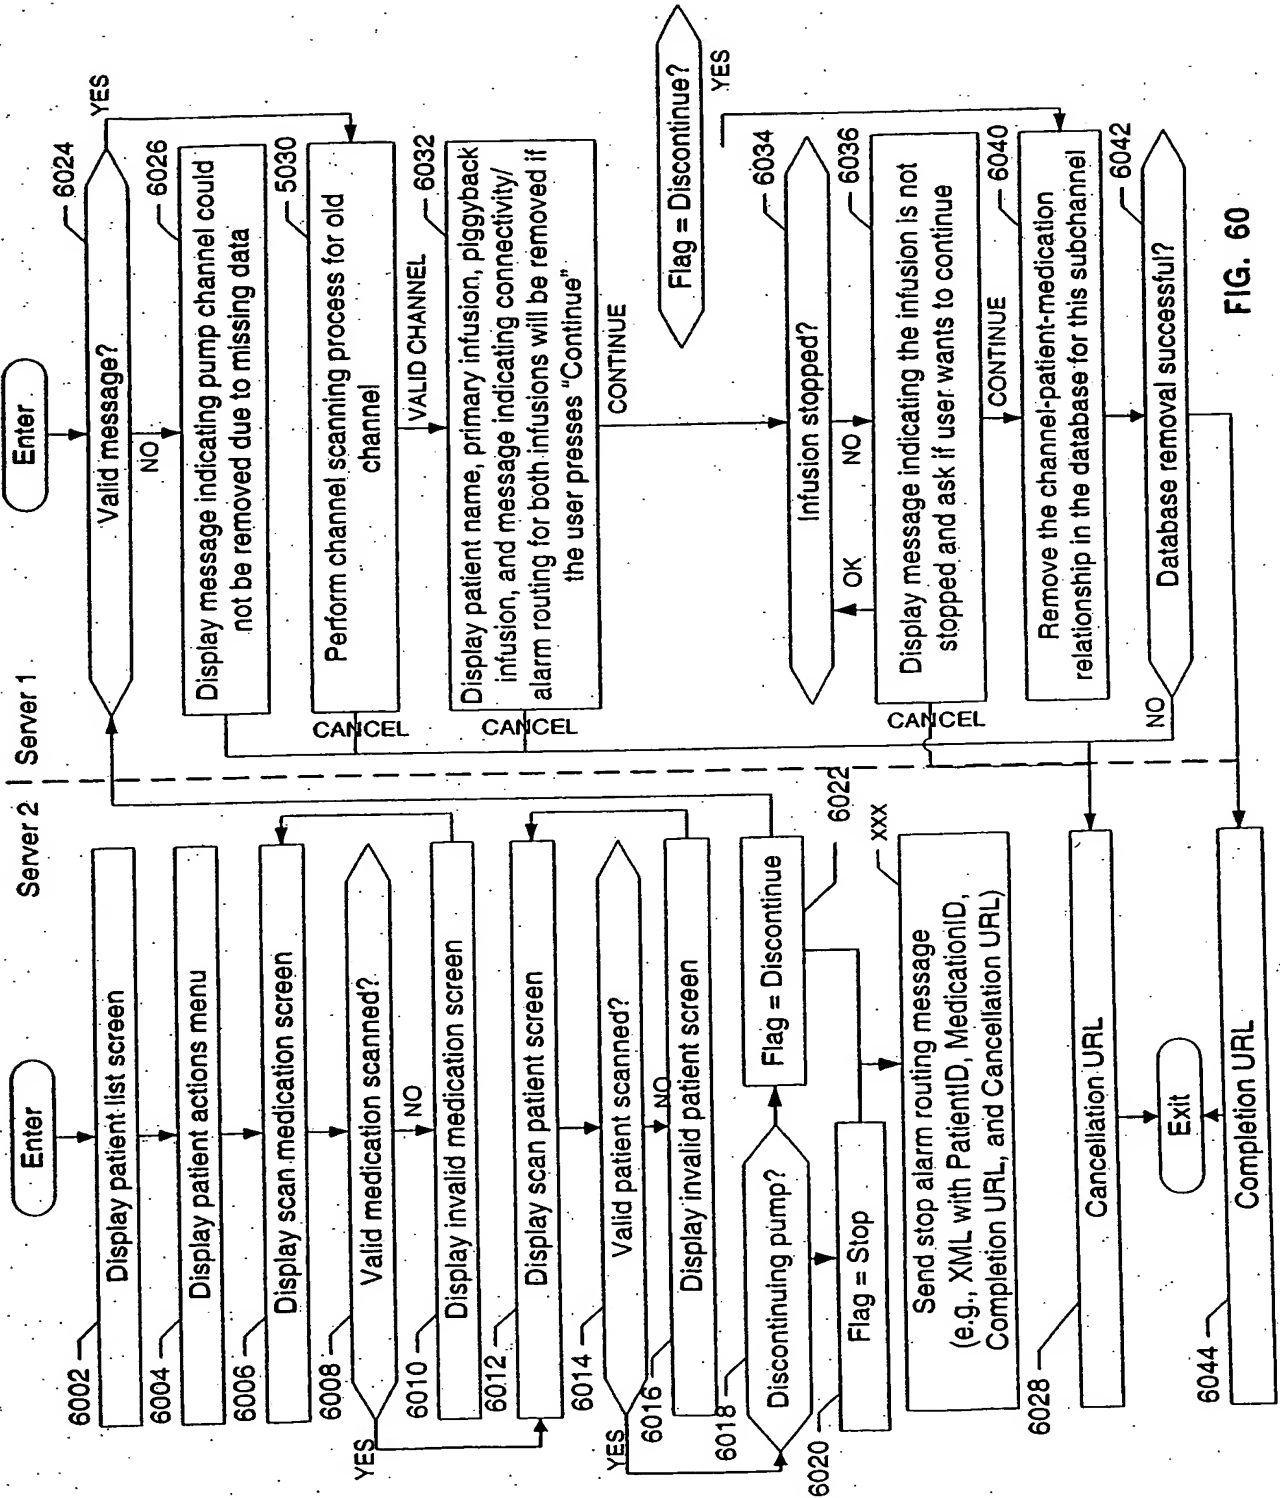 Server 2
Server 1
Enter
6002
Display patient list screen
6004
Display patient actions menu
6006
Display scan medication screen
6008
Valid medication scanned?
YES
NO
6010
Display invalid medication screen
6012
Display scan patient screen
6014
Valid patient scanned?
YES
NO
6016
Display invalid patient screen
6018
Discontinuing pump?
Flag = Discontinue
6022
6020
Flag = Stop
xxx
Send stop alarm routing message
(e.g., XML with PatientID, MedicationID,
Completion URL, and Cancellation URL)
6028
Cancellation URL
Exit
6044
Completion URL
Enter
6024
Valid message?
YES
NO
6026
Display message indicating pump channel could
not be removed due to missing data
5030
Perform channel scanning process for old
channel
CANCEL
VALID CHANNEL
6032
Display patient name, primary infusion, piggyback
infusion, and message indicating connectivity/
alarm routing for both infusions will be removed if
the user presses "Continue"
CANCEL
CONTINUE
Flag = Discontinue?
YES
6034
Infusion stopped?
OK
NO
6036
Display message indicating the infusion is not
stopped and ask if user wants to continue
CANCEL
CONTINUE
6040
Remove the channel-patient-medication
relationship in the database for this subchannel
6042
Database removal successful?
NO
FIG. 60